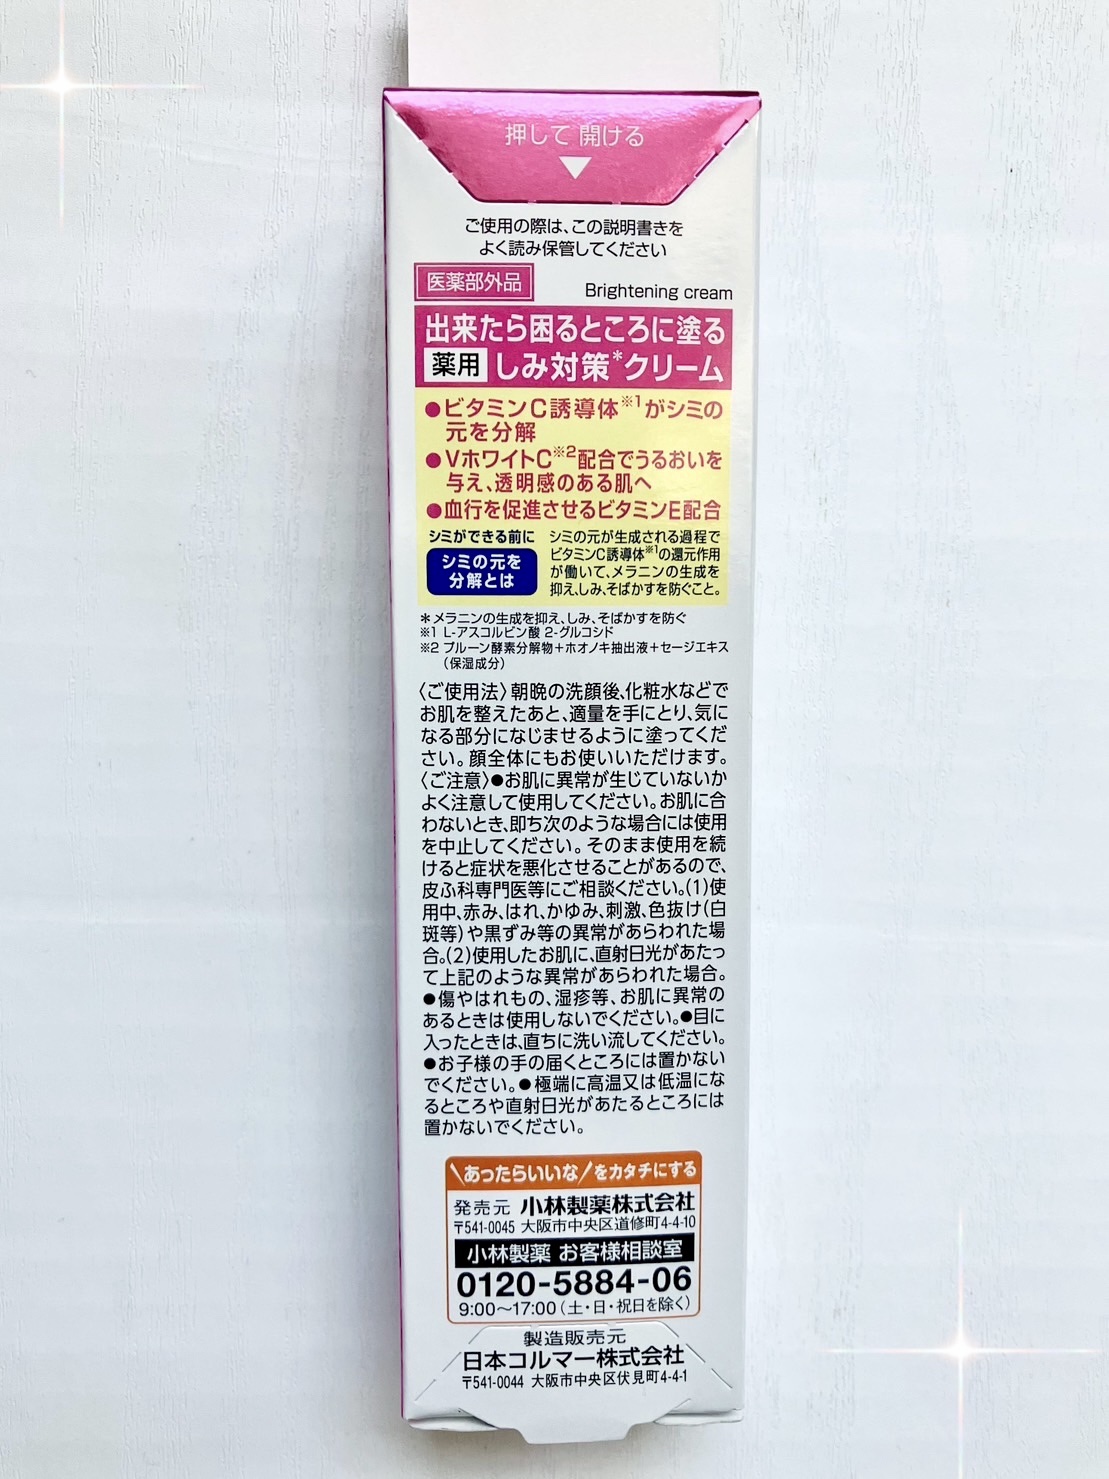 押して 開ける
ご使用の際は、この説明書きを
よく読み保管してください
医薬部外品
Brightening cream
出来たら困るところに塗る
薬用 しみ対策*クリーム
●ビタミンC誘導体※1がシミの
元を分解
●VホワイトC※2配合でうるおいを
与え、透明感のある肌へ
●血行を促進させるビタミンE配合
シミができる前に
シミの元を
分解とは
シミの元が生成される過程で
ビタミンC誘導体※1の還元作用
が働いて、メラニンの生成を
抑え、しみ、そばかすを防ぐこと。
*メラニンの生成を抑え、しみ、そばかすを防ぐ
※1 L-アスコルビン酸 2-グルコシド
※2 プルーン酵素分解物+ホオノキ抽出液+セージエキス
(保湿成分)
〈ご使用法〉朝晩の洗顔後、化粧水などで
お肌を整えたあと、適量を手にとり、気に
なる部分になじませるように塗ってくだ
さい。顔全体にもお使いいただけます。
〈ご注意〉●お肌に異常が生じていないか
よく注意して使用してください。お肌に合
わないとき、即ち次のような場合には使用
を中止してください。そのまま使用を続
けると症状を悪化させることがあるので、
皮ふ科専門医等にご相談ください。(1)使
用中、赤み、はれ、かゆみ、刺激、色抜け(白
斑等)や黒ずみ等の異常があらわれた場
合。(2)使用したお肌に、直射日光があたっ
て上記のような異常があらわれた場合。
●傷やはれもの、湿疹等、お肌に異常の
あるときは使用しないでください。●目に
入ったときは、直ちに洗い流してください。
●お子様の手の届くところには置かない
でください。●極端に高温又は低温にな
るところや直射日光があたるところには
置かないでください。
\あったらいいな/をカタチにする
発売元 小林製薬株式会社
〒541-0045 大阪市中央区道修町4-4-10
小林製薬 お客様相談室
0120-5884-06
9:00〜17:00(土・日・祝日を除く)
製造販売元
日本コルマー株式会社
〒541-0044 大阪市中央区伏見町4-4-1